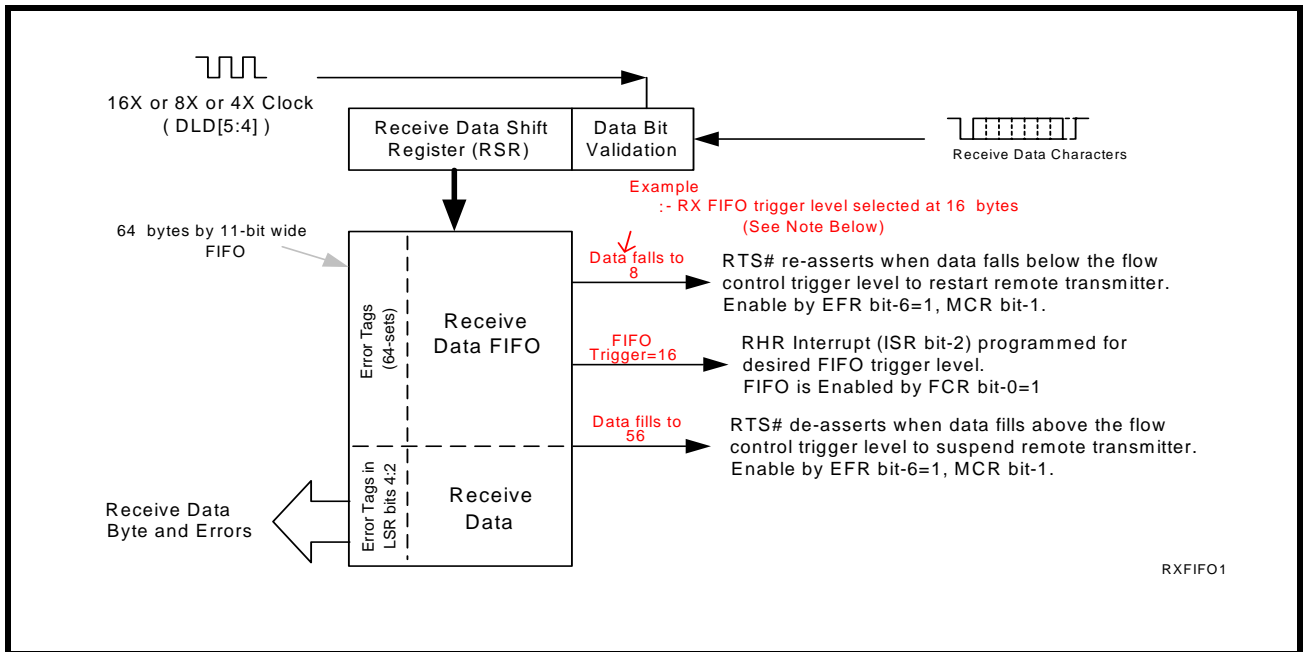 16X or 8X or 4X Clock
( DLD[5:4] )
Receive Data Shift
Register (RSR)
Data Bit
Validation
Receive Data Characters
Example
:- RX FIFO trigger level selected at 16 bytes
(See Note Below)
64 bytes by 11-bit wide
FIFO
Error Tags
(64-sets)
Receive
Data FIFO
Data falls to
8
RTS# re-asserts when data falls below the flow
control trigger level to restart remote transmitter.
Enable by EFR bit-6=1, MCR bit-1.
FIFO
Trigger=16
RHR Interrupt (ISR bit-2) programmed for
desired FIFO trigger level.
FIFO is Enabled by FCR bit-0=1
Data fills to
56
RTS# de-asserts when data fills above the flow
control trigger level to suspend remote transmitter.
Enable by EFR bit-6=1, MCR bit-1.
Error Tags in
LSR bits 4:2
Receive
Data
Receive Data
Byte and Errors
RXFIFO1